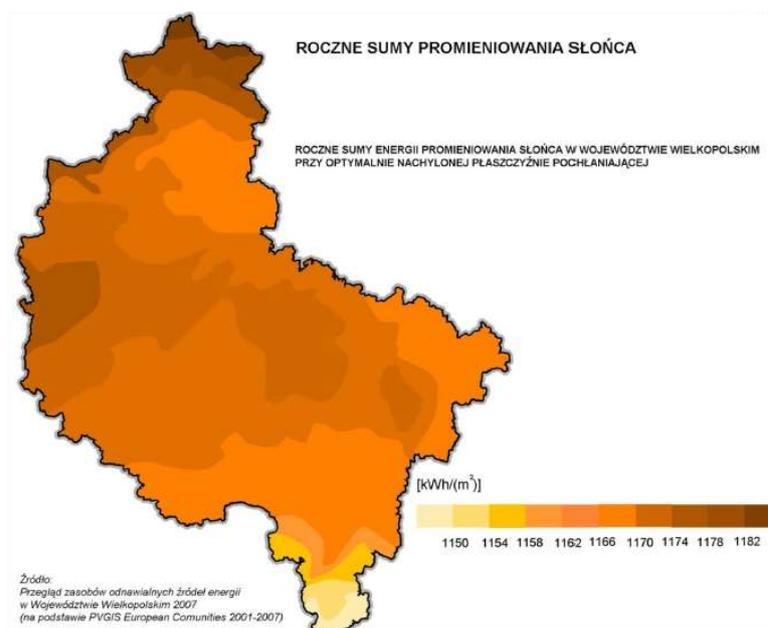 ROCZNE SUMY PROMIENIOWANIA SŁOŃCA
ROCZNE SUMY ENERGII PROMIENIOWANIA SŁOŃCA W WOJEWÓDZTWIE WIELKOPOLSKIM
PRZY OPTYMALNIE NACHYLONEJ PŁASZCZYŹNIE POCHŁANIAJĄCEJ
[kWh/(m²)]
1150 1154 1158 1162 1166 1170 1174 1178 1182
Źródło:
Przegląd zasobów odnawialnych źródeł energii
w Województwie Wielkopolskim 2007
(na podstawie PVGIS European Comunities 2001-2007)